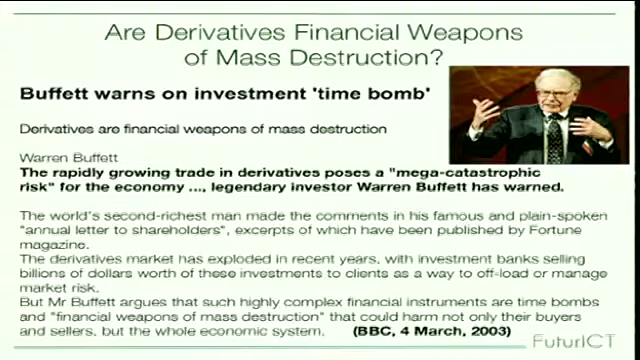 Are Derivatives Financial Weapons
of Mass Destruction?
Buffett warns on investment 'time bomb'
Derivatives are financial weapons of mass destruction
Warren Buffett
The rapidly growing trade in derivatives poses a "mega-catastrophic
risk" for the economy ..., legendary investor Warren Buffett has warned.
The world's second-richest man made the comments in his famous and plain-spoken
"annual letter to shareholders", excerpts of which have been published by Fortune
magazine.
The derivatives market has exploded in recent years, with investment banks selling
billions of dollars worth of these investments to clients as a way to off-load or manage
market risk.
But Mr Buffett argues that such highly complex financial instruments are time bombs
and "financial weapons of mass destruction" that could harm not only their buyers
and sellers, but the whole economic system. (BBC, 4 March, 2003)
FuturICT